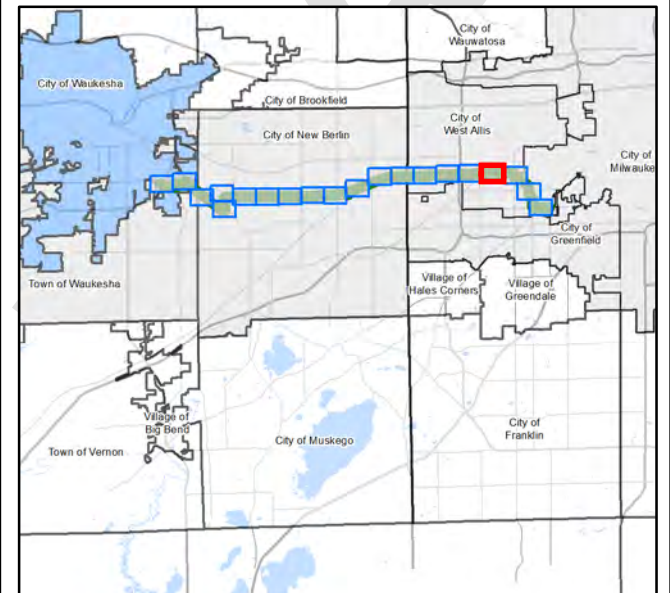 City of
Wauwatosa
City of Waukesha
City of Brookfield
City of
West Allis
City of New Berlin
City of
Milwauke
City of
Greenfield
Town of Waukesha
Village of
Hales Corners
Village of
Greendale
Village of
Big Bend
City of
Franklin
City of Muskego
Town of Vernon